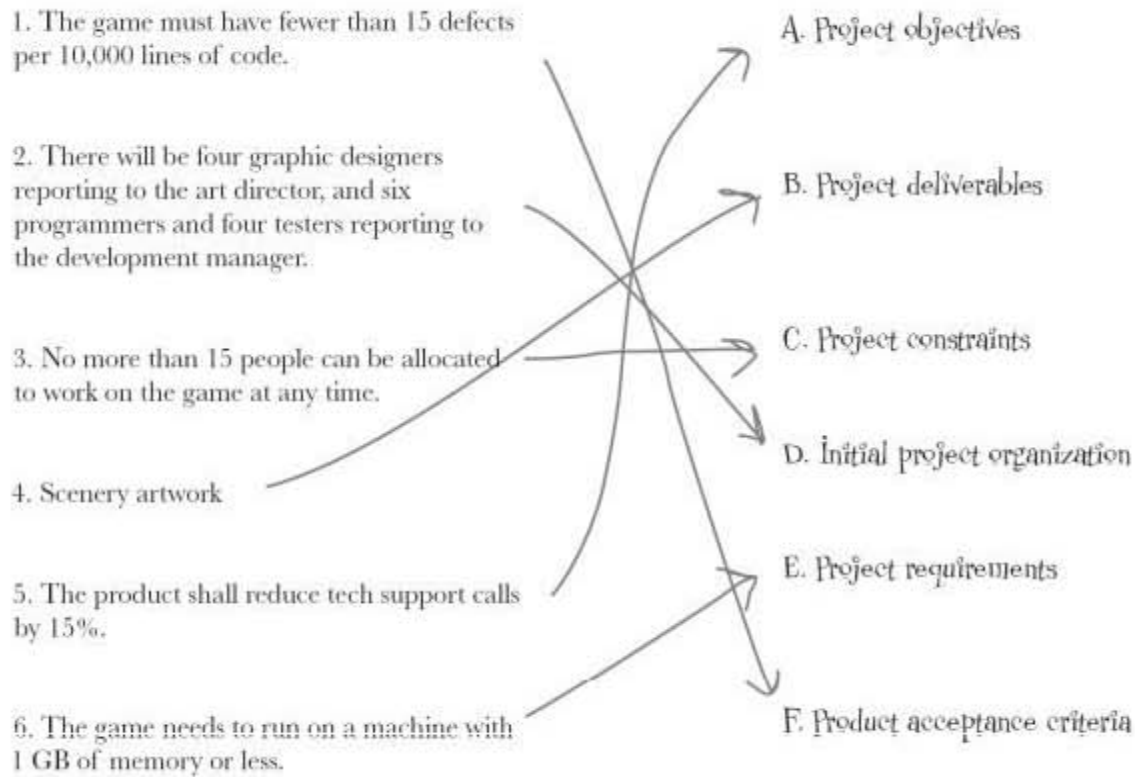 1. The game must have fewer than 15 defects
per 10,000 lines of code.
2. There will be four graphic designers
reporting to the art director, and six
programmers and four testers reporting to
the development manager.
3. No more than 15 people can be allocated
to work on the game at any time.
4. Scenery artwork
5. The product shall reduce tech support calls
by 15%.
6. The game needs to run on a machine with
1 GB of memory or less.
A. Project objectives
B. Project deliverables
C. Project constraints
D. Initial project organization
E. Project requirements
F. Product acceptance criteria